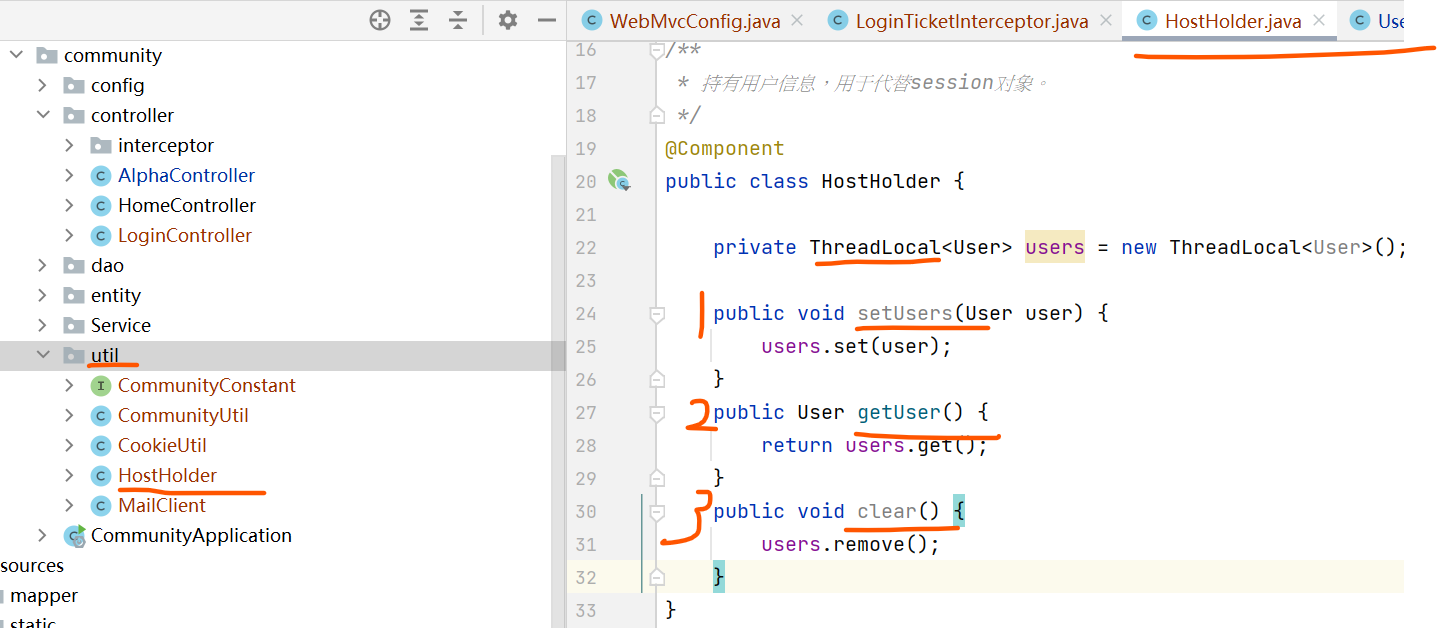 community
config
controller
interceptor
AlphaController
HomeController
LoginController
dao
entity
Service
util
CommunityConstant
CommunityUtil
CookieUtil
HostHolder
MailClient
CommunityApplication
sources
mapper
static
WebMvcConfig.java
LoginTicketInterceptor.java
HostHolder.java
Use
16 /**
17 * 持有用户信息，用于代替session对象。
18 */
19 @Component
20 public class HostHolder {
21
22 private ThreadLocal<User> users = new ThreadLocal<User>();
23
1
24 public void setUsers(User user) {
25 users.set(user);
26 }
2
27 public User getUser() {
28 return users.get();
29 }
3
30 public void clear() {
31 users.remove();
32 }
33 }